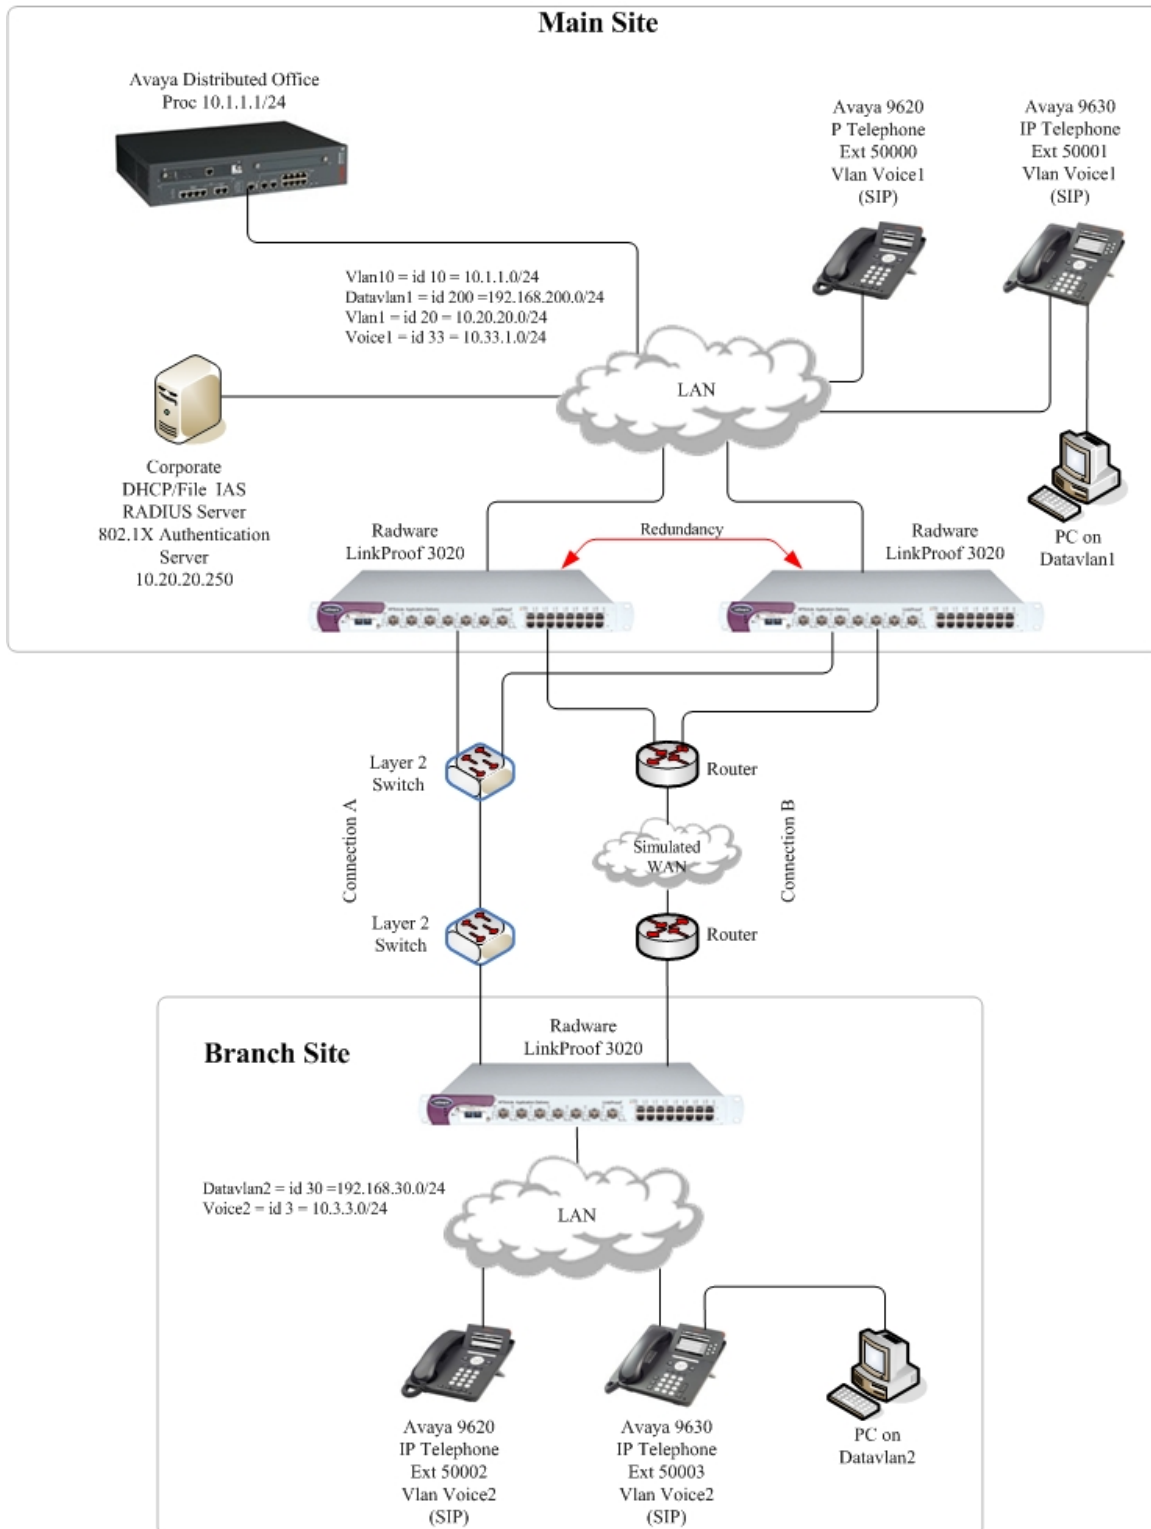 Main Site
Avaya Distributed Office
Proc 10.1.1.1/24
Avaya 9620
P Telephone
Ext 50000
Vlan Voice1
(SIP)
Avaya 9630
IP Telephone
Ext 50001
Vlan Voice1
(SIP)
Vlan10 = id 10 = 10.1.1.0/24
Datavlan1 = id 200 =192.168.200.0/24
Vlan1 = id 20 = 10.20.20.0/24
Voice1 = id 33 = 10.33.1.0/24
LAN
Corporate
DHCP/File IAS
RADIUS Server
802.1X Authentication
Server
10.20.20.250
PC on
Datavlan1
Radware
LinkProof 3020
Redundancy
Radware
LinkProof 3020
Layer 2
Switch
Router
Connection A
Simulated
WAN
Connection B
Layer 2
Switch
Router
Branch Site
Radware
LinkProof 3020
Datavlan2 = id 30 =192.168.30.0/24
Voice2 = id 3 = 10.3.3.0/24
LAN
Avaya 9620
IP Telephone
Ext 50002
Vlan Voice2
(SIP)
Avaya 9630
IP Telephone
Ext 50003
Vlan Voice2
(SIP)
PC on
Datavlan2